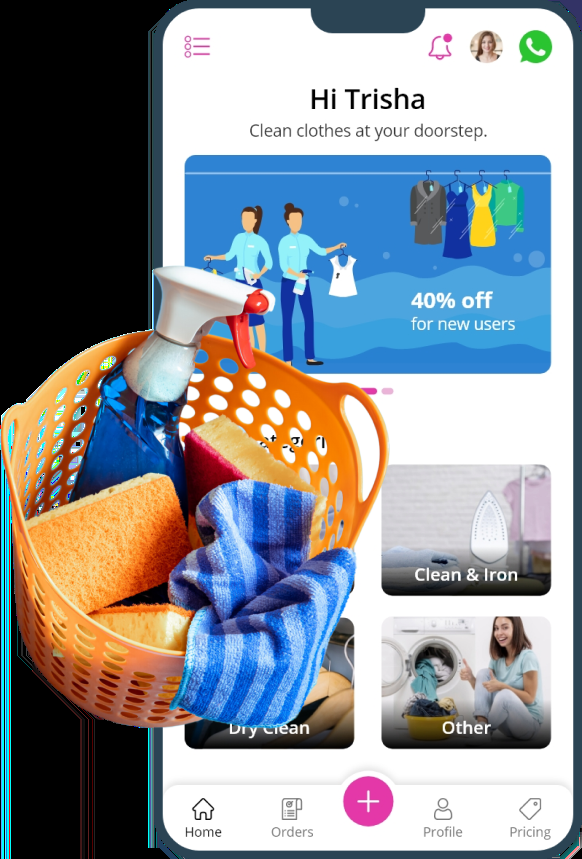 Hi Trisha
Clean clothes at your doorstep.
40% off
for new users
Clean & Iron
Dry Clean
Other
Home
Orders
Profile
Pricing